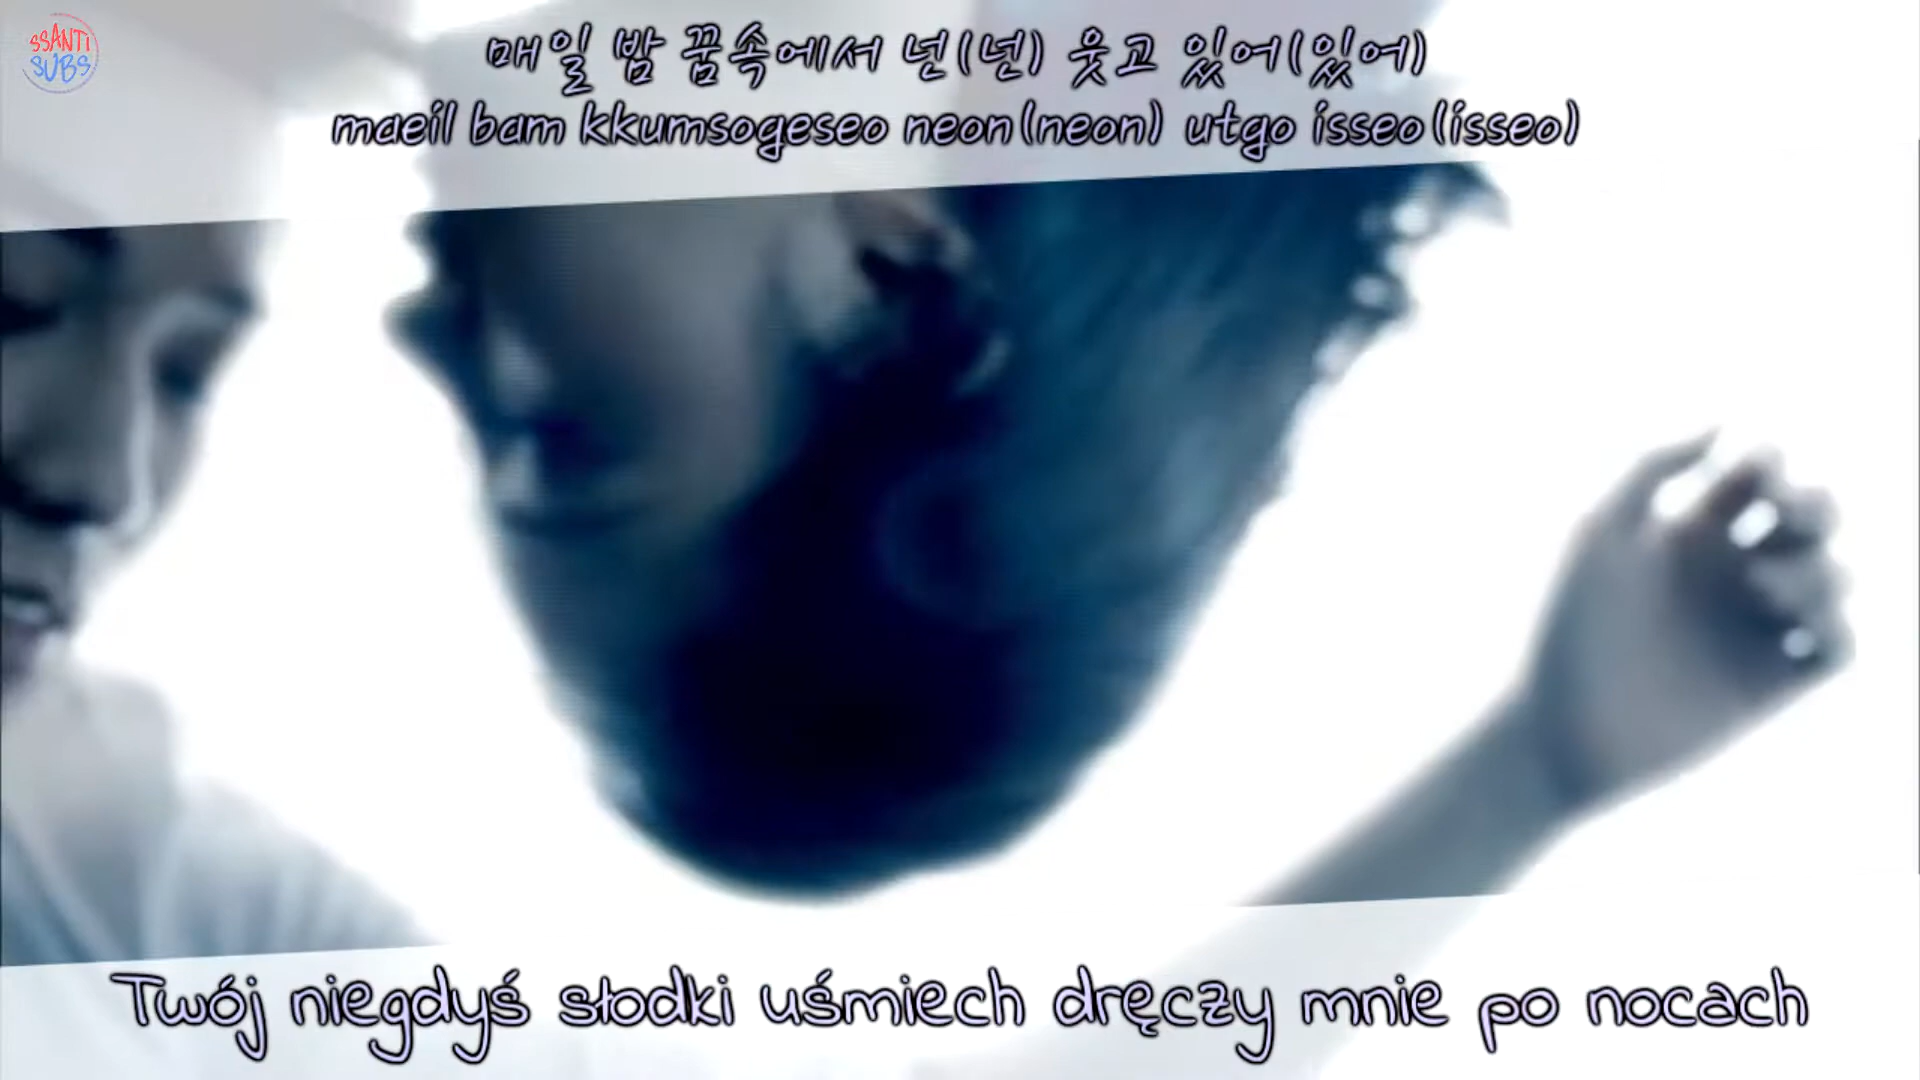 SSANTI
SUBS
매일 밤 꿈속에서 넌(넌) 웃고 있어(있어)
maeil bam kkumsogeseo neon(neon) utgo isseo(isseo)
Twój niegdyś słodki uśmiech dręczy mnie po nocach